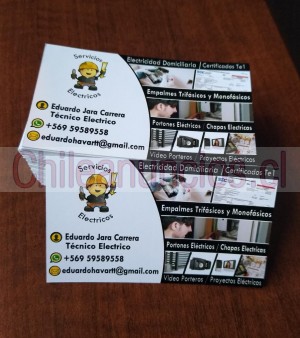 Servicios
Electricos
Eduardo Jara Carrera
Técnico Electrico
+569 59589558
eduardohavartt@gmail.com
Electricidad Domiciliaria / Certificados Te1
Empalmes Trifásicos y Monofásicos
Portones Eléctricos / Chapas Electricas
Video Porteros / Proyectos Eléctricos
Servicios
Electricos
Eduardo Jara Carrera
Técnico Electrico
+569 59589558
eduardohavartt@gmail.com
Electricidad Domiciliaria / Certificados Te1
Empalmes Trifásicos y Monofásicos
Portones Eléctricos / Chapas Electricas
Video Porteros / Proyectos Eléctricos